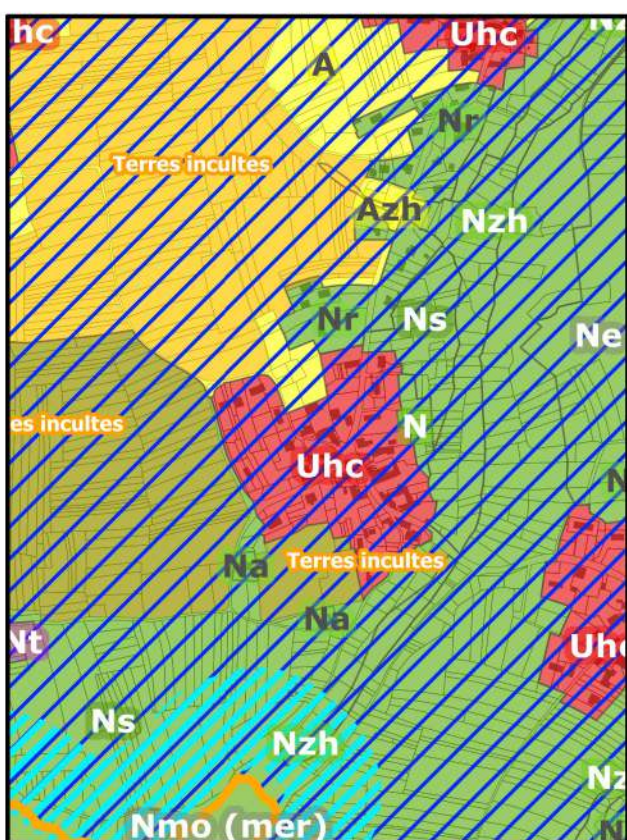 hc
Uhc
A
Nr
Terres incultes
Azh
Nzh
Nr
Ns
Ne
es incultes
N
Uhc
N
Na
Terres incultes
Na
Nt
Uh
Ns
Nzh
Nz
Nmo (mer)
N